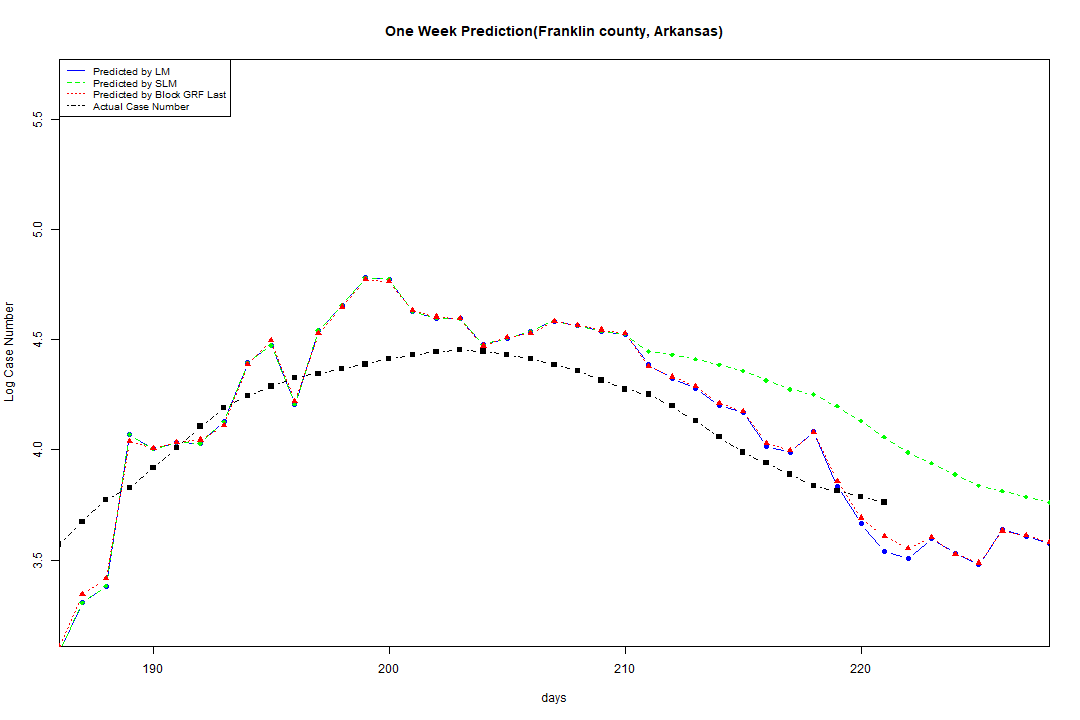 One Week Prediction(Franklin county, Arkansas)
Predicted by LM
Predicted by SLM
Predicted by Block GRF Last
Actual Case Number
5.5
5.0
4.5
4.0
3.5
Log Case Number
190
200
210
220
days